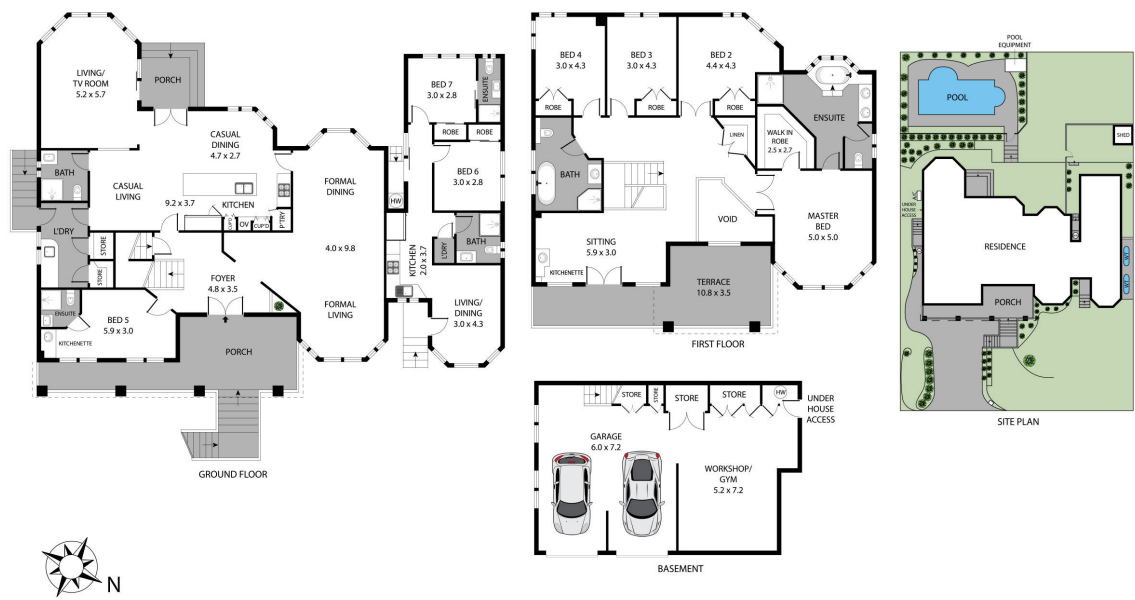 LIVING/
TV ROOM
5.2 x 5.7
PORCH
CASUAL
DINING
4.7 x 2.7
BATH
CASUAL
LIVING
9.2 x 3.7
KITCHEN
CUP'D
OV
CUP'D
P'TRY
L'DRY
STORE
STORE
FOYER
4.8 x 3.5
ENSUITE
BED 5
5.9 x 3.0
KITCHENETTE
PORCH
FORMAL
DINING
4.0 x 9.8
FORMAL
LIVING
BED 7
3.0 x 2.8
ENSUITE
ROBE
ROBE
HW
BED 6
3.0 x 2.8
KITCHEN
2.0 x 3.7
L'DRY
BATH
LIVING/
DINING
3.0 x 4.3
GROUND FLOOR
BED 4
3.0 x 4.3
BED 3
3.0 x 4.3
BED 2
4.4 x 4.3
ROBE
ROBE
ROBE
LINEN
WALK IN
ROBE
2.5 x 2.7
ENSUITE
BATH
VOID
MASTER
BED
5.0 x 5.0
SITTING
5.9 x 3.0
KITCHENETTE
TERRACE
10.8 x 3.5
FIRST FLOOR
STORE
STORE
STORE
STORE
HW
UNDER
HOUSE
ACCESS
GARAGE
6.0 x 7.2
WORKSHOP/
GYM
5.2 x 7.2
BASEMENT
POOL
EQUIPMENT
POOL
SHED
A/C
UNDER
HOUSE
ACCESS
RESIDENCE
WT
WT
PORCH
SITE PLAN
N